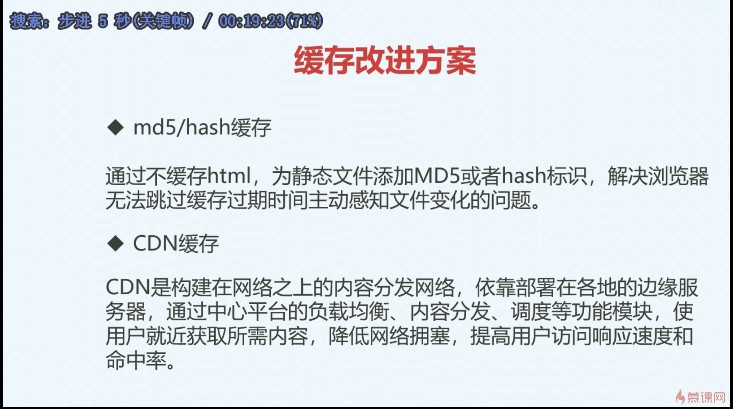 搜索: 步进 5 秒(关键帧) / 00:19:23(71%)
缓存改进方案
◆ md5/hash缓存
通过不缓存html，为静态文件添加MD5或者hash标识，解决浏览器
无法跳过缓存过期时间主动感知文件变化的问题。
◆ CDN缓存
CDN是构建在网络之上的内容分发网络，依靠部署在各地的边缘服
务器，通过中心平台的负载均衡、内容分发、调度等功能模块，使
用户就近获取所需内容，降低网络拥塞，提高用户访问响应速度和
命中率。
慕课网